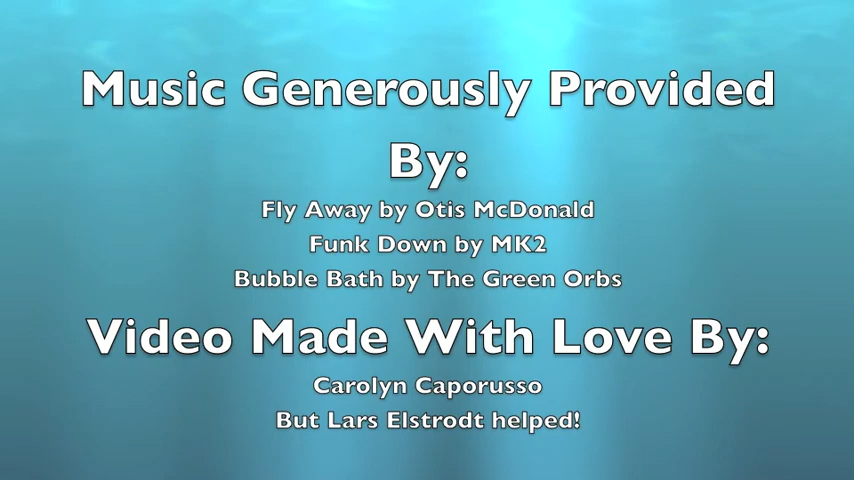 Music Generously Provided
By:
Fly Away by Otis McDonald
Funk Down by MK2
Bubble Bath by The Green Orbs
Video Made With Love By:
Carolyn Caporusso
But Lars Elstrodt helped!